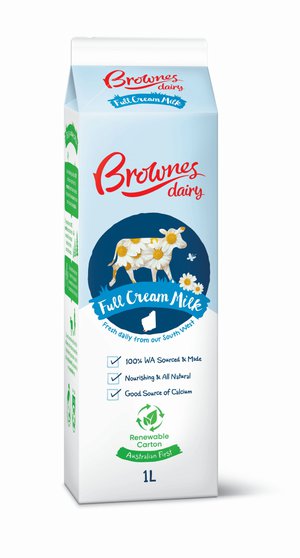 Brownes
dairy
Full Cream Milk
Brownes
dairy
Full Cream Milk
Fresh daily from our South West
100% WA Sourced & Made
Nourishing & All Natural
Good Source of Calcium
Renewable
Carton
Australian First
1L